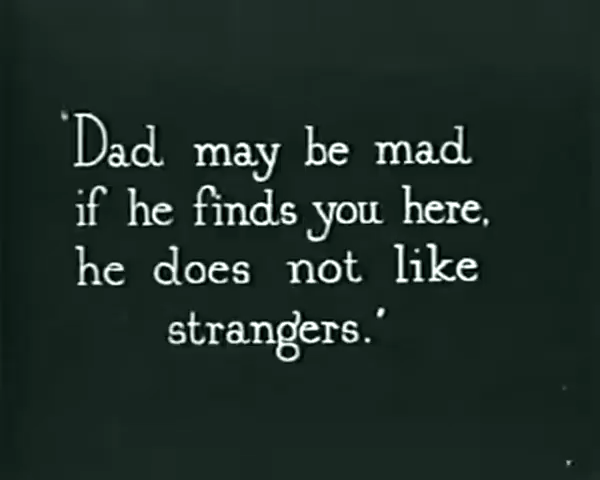 'Dad may be mad
if he finds you here,
he does not like
strangers.'